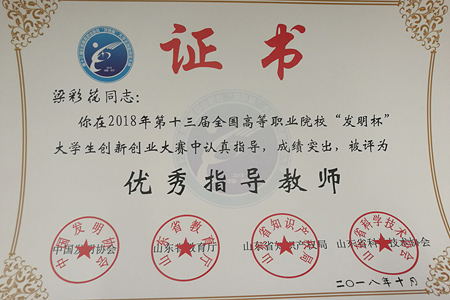 证书
梁彩花同志：
你在2018年第十三届全国高等职业院校“发明杯”
大学生创新创业大赛中认真指导，成绩突出，被评为
优秀指导教师
中国发明协会 山东省教育厅 山东省知识产权局 山东省科学技术协会
二〇一八年十月